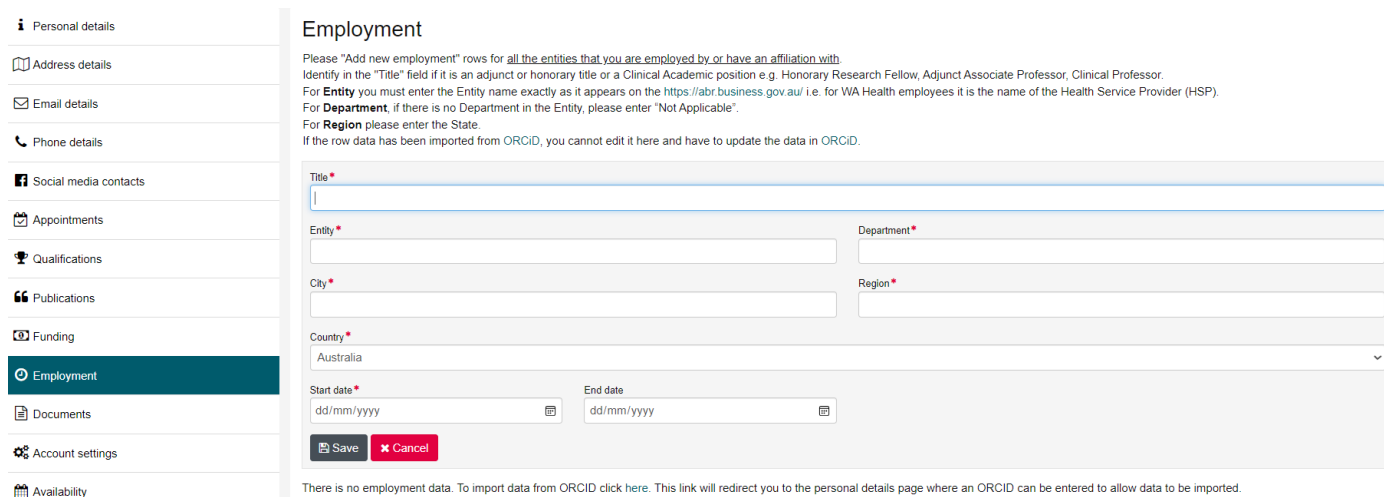 Personal details
Address details
Email details
Phone details
Social media contacts
Appointments
Qualifications
Publications
Funding
Employment
Documents
Account settings
Availability
Employment
Please "Add new employment" rows for all the entities that you are employed by or have an affiliation with.
Identify in the "Title" field if it is an adjunct or honorary title or a Clinical Academic position e.g. Honorary Research Fellow, Adjunct Associate Professor, Clinical Professor.
For Entity you must enter the Entity name exactly as it appears on the https://abr.business.gov.au/ i.e. for WA Health employees it is the name of the Health Service Provider (HSP).
For Department, if there is no Department in the Entity, please enter "Not Applicable".
For Region please enter the State.
If the row data has been imported from ORCiD, you cannot edit it here and have to update the data in ORCiD.
Title*
Entity* Department*
City* Region*
Country*
Australia
Start date* End date
dd/mm/yyyy dd/mm/yyyy
Save Cancel
There is no employment data. To import data from ORCID click here. This link will redirect you to the personal details page where an ORCID can be entered to allow data to be imported.